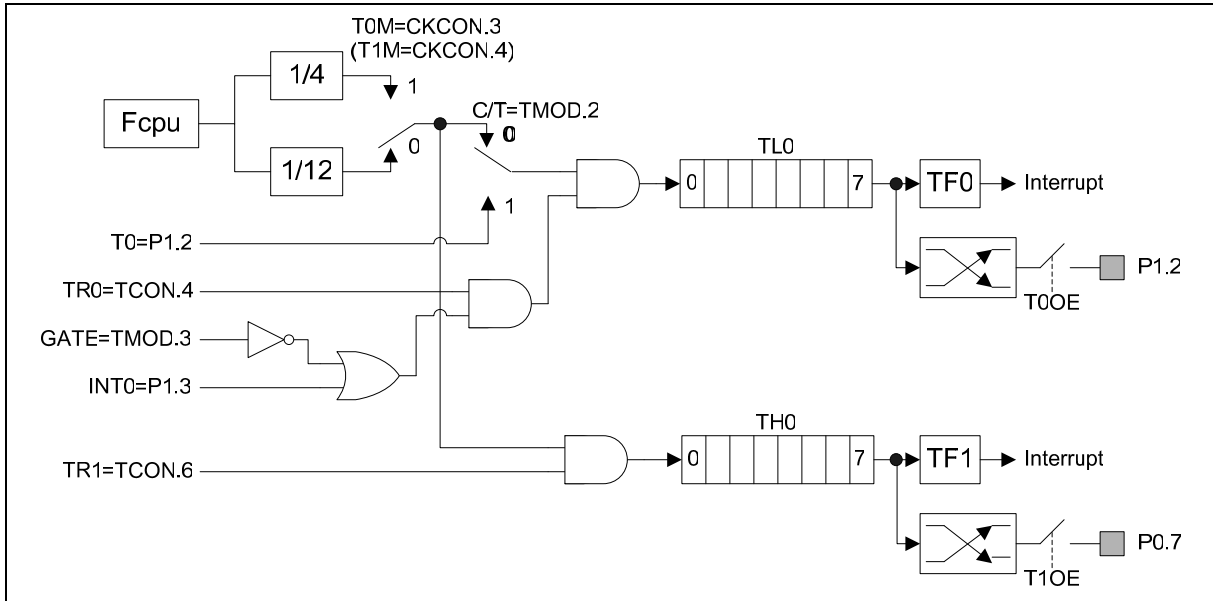 T0M=CKCON.3
(T1M=CKCON.4)
1/4
1
Fcpu
C/T=TMOD.2
0
0
1/12
TL0
0 7
TF0
Interrupt
1
T0=P1.2
P1.2
TR0=TCON.4
T0OE
GATE=TMOD.3
INT0=P1.3
TH0
0 7
TF1
Interrupt
TR1=TCON.6
P0.7
T1OE